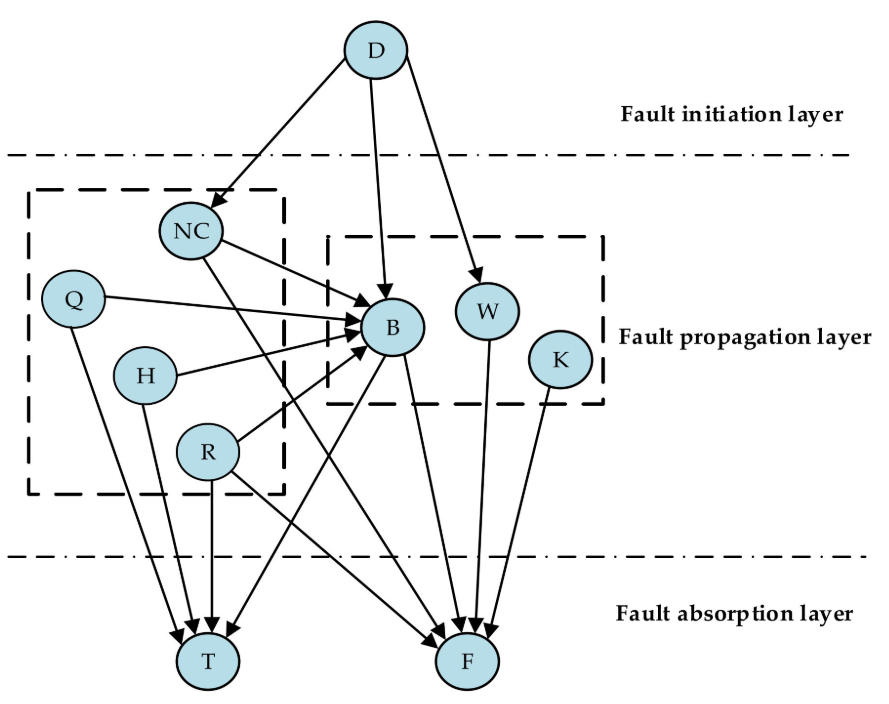 D
Fault initiation layer
NC
Q
B
W
Fault propagation layer
H
K
R
Fault absorption layer
T
F